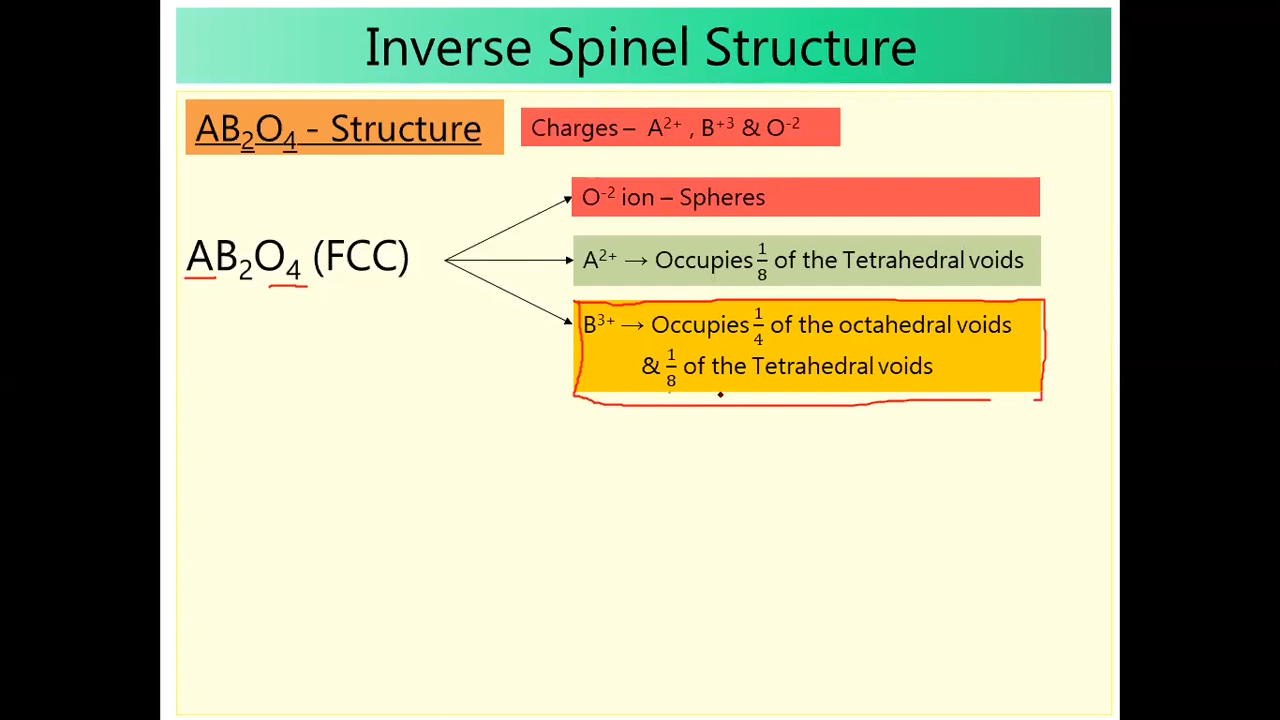 Inverse Spinel Structure
AB₂O₄ - Structure
Charges – A²⁺ , B⁺³ & O⁻²
O⁻² ion – Spheres
AB₂O₄ (FCC)
A²⁺ → Occupies 1/8 of the Tetrahedral voids
B³⁺ → Occupies 1/4 of the octahedral voids
& 1/8 of the Tetrahedral voids